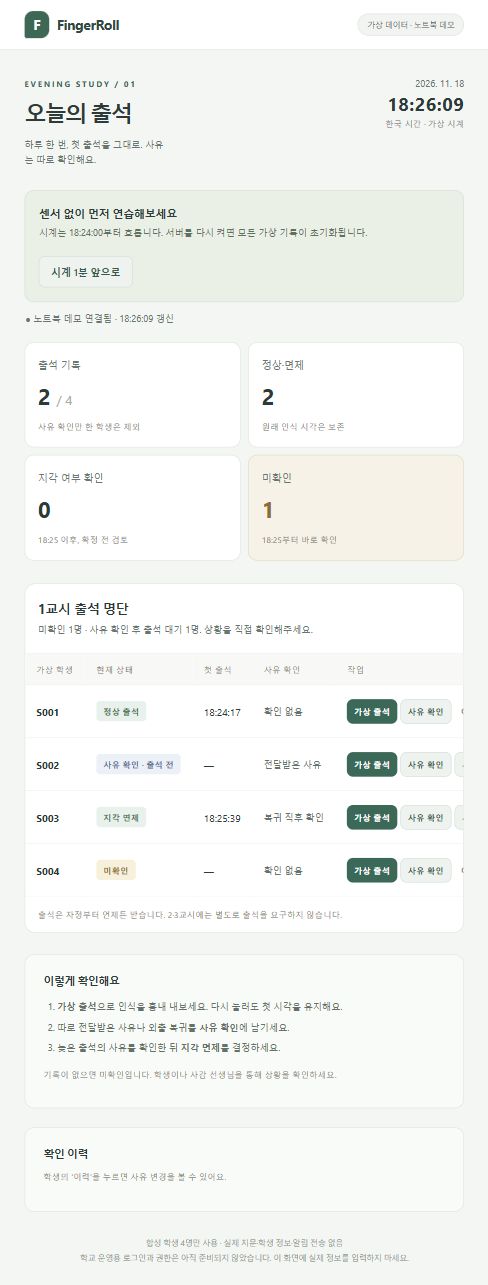 F FingerRoll
가상 데이터 · 노트북 데모
EVENING STUDY / 01
오늘의 출석
하루 한 번, 첫 출석을 그대로. 사유
는 따로 확인해요.
2026. 11. 18
18:26:09
한국 시간 · 가상 시계
센서 없이 먼저 연습해보세요
시계는 18:24:00부터 흐릅니다. 서버를 다시 켜면 모든 가상 기록이 초기화됩니다.
시계 1분 앞으로
● 노트북 데모 연결됨 · 18:26:09 갱신
출석 기록
2 / 4
사유 확인만 한 학생은 제외
정상·면제
2
원래 인식 시각은 보존
지각 여부 확인
0
18:25 이후, 확정 전 검토
미확인
1
18:25부터 바로 확인
1교시 출석 명단
미확인 1명 · 사유 확인 후 출석 대기 1명. 상황을 직접 확인해주세요.
가상 학생 현재 상태 첫 출석 사유 확인 작업
S001 정상 출석 18:24:17 확인 없음 가상 출석 사유 확인
S002 사유 확인 · 출석 전 — 전달받은 사유 가상 출석 사유 확인
S003 지각 면제 18:25:39 복귀 직후 확인 가상 출석 사유 확인
S004 미확인 — 확인 없음 가상 출석 사유 확인
출석은 자정부터 언제든 받습니다. 2·3교시에는 별도로 출석을 요구하지 않습니다.
이렇게 확인해요
1. 가상 출석으로 인식을 흉내 내보세요. 다시 눌러도 첫 시각을 유지해요.
2. 따로 전달받은 사유나 외출 복귀를 사유 확인에 남기세요.
3. 늦은 출석의 사유를 확인한 뒤 지각 면제를 결정하세요.
기록이 없으면 미확인입니다. 학생이나 사감 선생님을 통해 상황을 확인하세요.
확인 이력
학생의 '이력'을 누르면 사유 변경을 볼 수 있어요.
합성 학생 4명만 사용 · 실제 지문·학생 정보·알림 전송 없음
학교 운영용 로그인과 권한은 아직 준비되지 않았습니다. 이 화면에 실제 정보를 입력하지 마세요.